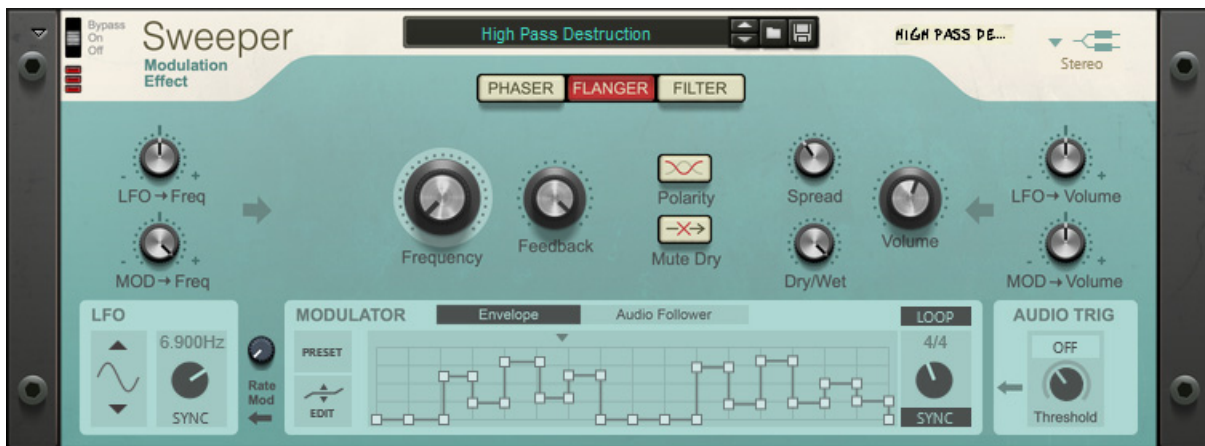 Bypass
On
Off
Sweeper
Modulation
Effect
High Pass Destruction
HIGH PASS DE...
Stereo
PHASER FLANGER FILTER
LFO→Freq
MOD→Freq
Frequency
Feedback
Polarity
Mute Dry
Spread
Dry/Wet
Volume
LFO→Volume
MOD→Volume
LFO
6.900Hz
SYNC
Rate
Mod
MODULATOR
Envelope
Audio Follower
PRESET
EDIT
LOOP
4/4
SYNC
AUDIO TRIG
OFF
Threshold